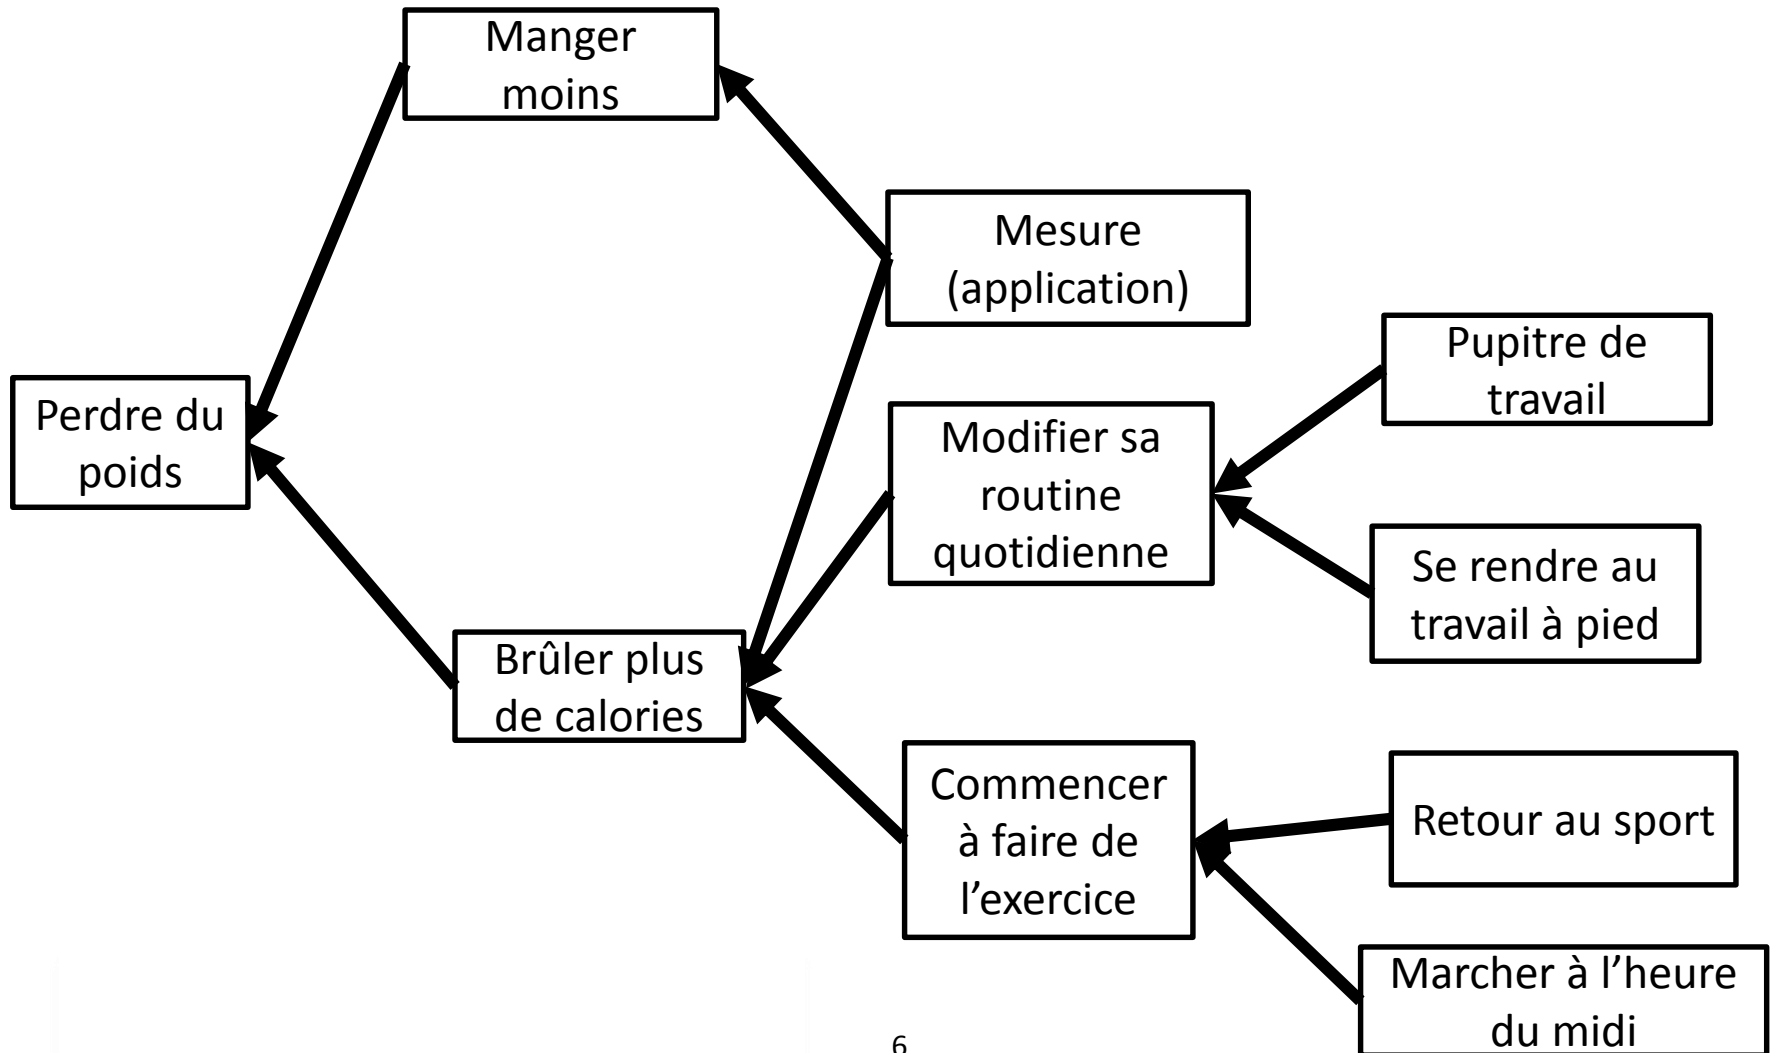 Manger
moins
Mesure
(application)
Pupitre de
travail
Perdre du
poids
Modifier sa
routine
quotidienne
Se rendre au
travail à pied
Brûler plus
de calories
Commencer
à faire de
l’exercice
Retour au sport
Marcher à l’heure
du midi
6